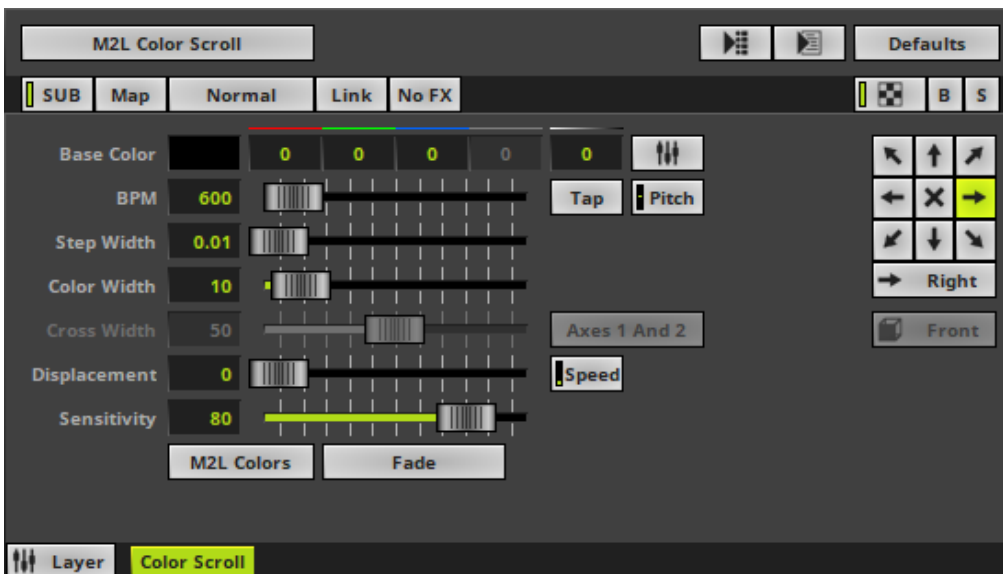 M2L Color Scroll Defaults
SUB Map Normal Link No FX B S
Base Color 0 0 0 0 0
BPM 600 Tap Pitch
Step Width 0.01
Color Width 10 Right
Cross Width 50 Axes 1 And 2 Front
Displacement 0 Speed
Sensitivity 80
M2L Colors Fade
Layer Color Scroll